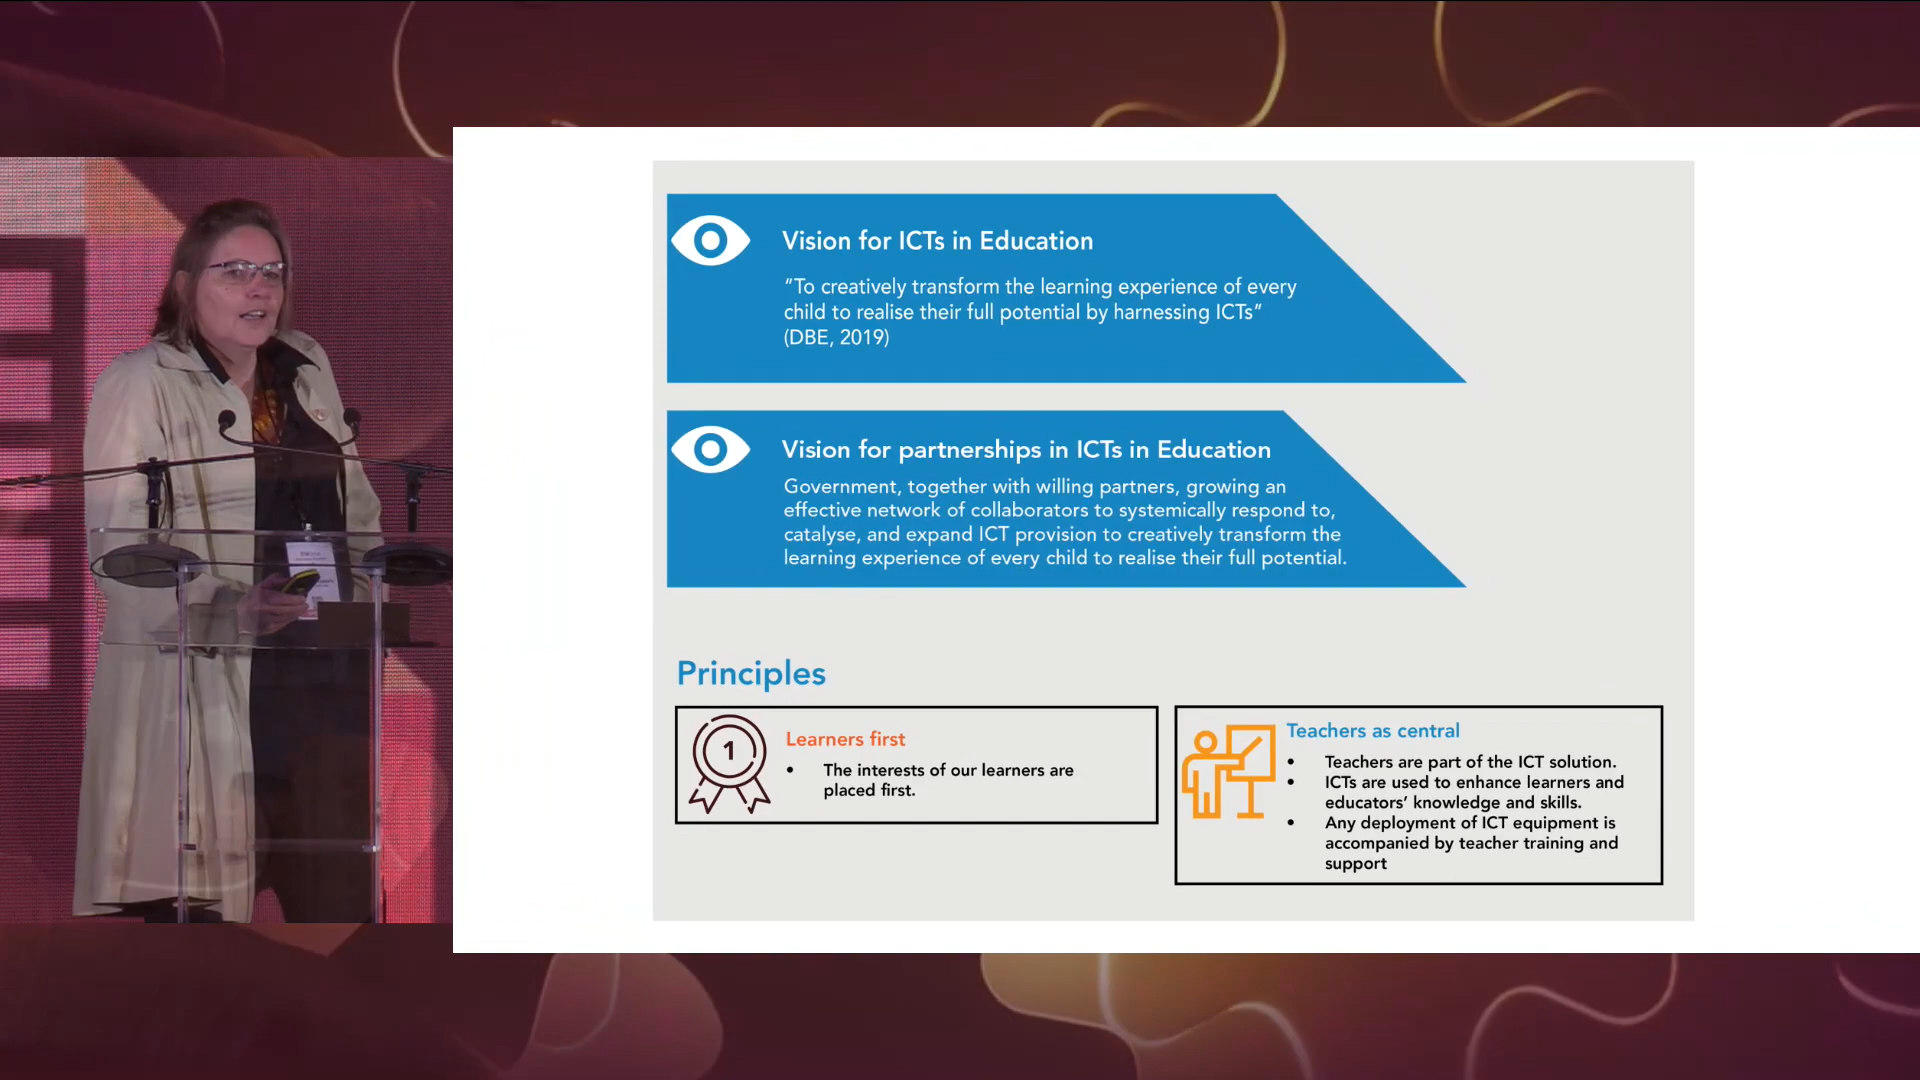 Vision for ICTs in Education
“To creatively transform the learning experience of every
child to realise their full potential by harnessing ICTs”
(DBE, 2019)
Vision for partnerships in ICTs in Education
Government, together with willing partners, growing an
effective network of collaborators to systemically respond to,
catalyse, and expand ICT provision to creatively transform the
learning experience of every child to realise their full potential.
Principles
1
Learners first
• The interests of our learners are
placed first.
Teachers as central
• Teachers are part of the ICT solution.
• ICTs are used to enhance learners and
educators’ knowledge and skills.
• Any deployment of ICT equipment is
accompanied by teacher training and
support